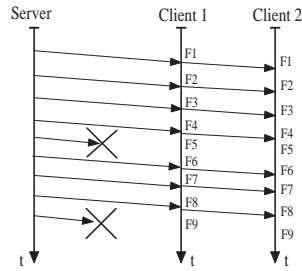 Server Client 1 Client 2
F1 F1
F2 F2
F3 F3
F4 F4
F5 F5
F6 F6
F7 F7
F8 F8
F9 F9
t t t